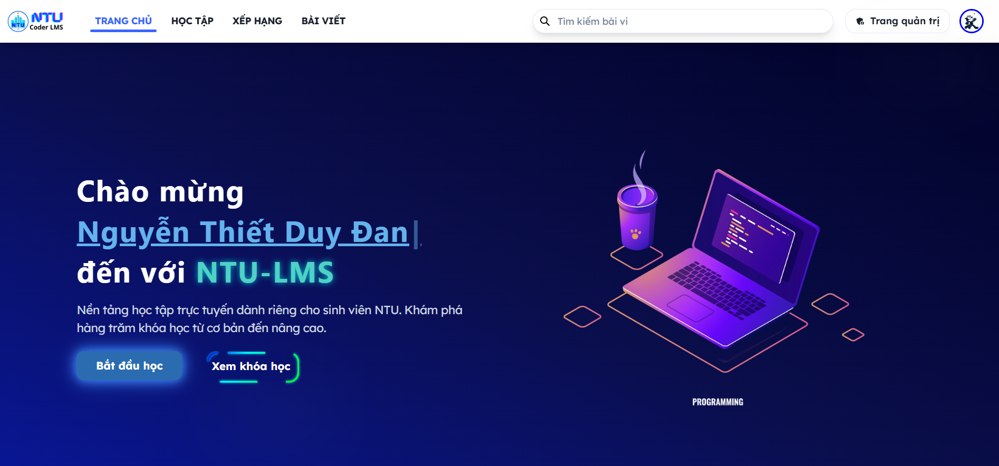 NTU
NTU
Coder LMS
TRANG CHỦ
HỌC TẬP
XẾP HẠNG
BÀI VIẾT
Tìm kiếm bài vi
Trang quản trị
Chào mừng
Nguyễn Thiết Duy Đan|
đến với NTU-LMS
Nền tảng học tập trực tuyến dành riêng cho sinh viên NTU. Khám phá
hàng trăm khóa học từ cơ bản đến nâng cao.
Bắt đầu học
Xem khóa học
PROGRAMMING